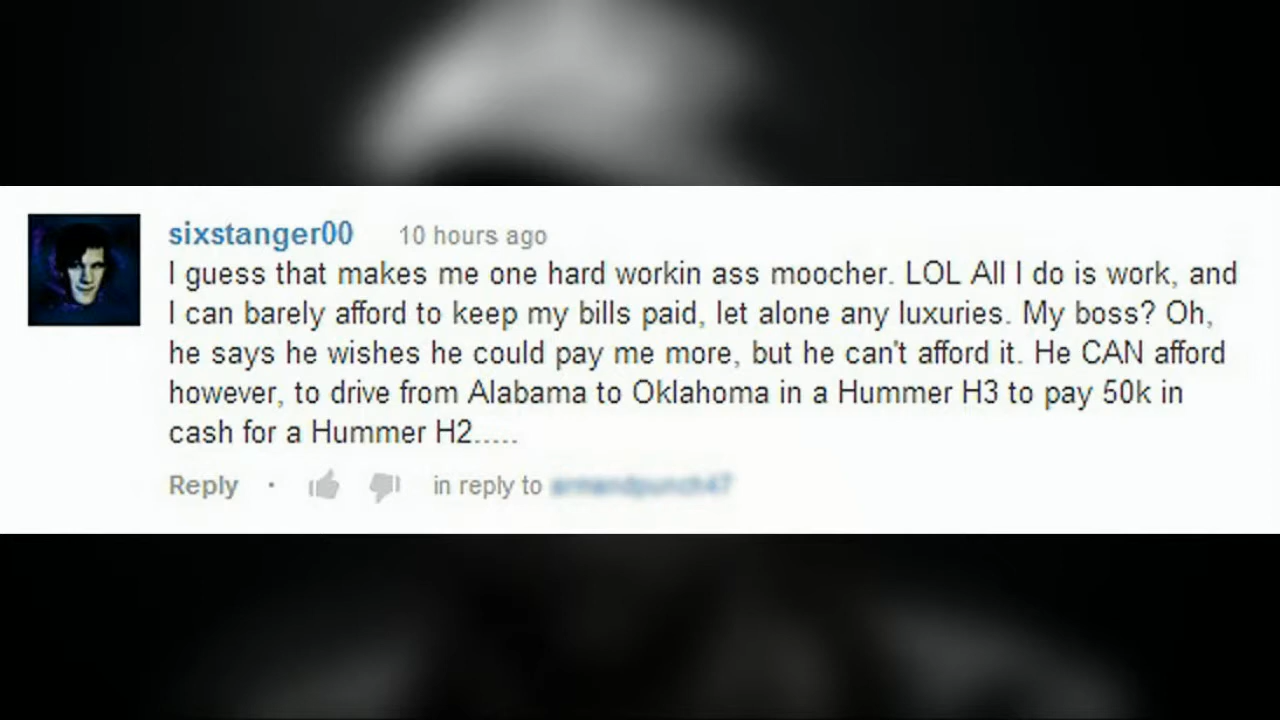 sixstanger00 10 hours ago
I guess that makes me one hard workin ass moocher. LOL All I do is work, and
I can barely afford to keep my bills paid, let alone any luxuries. My boss? Oh,
he says he wishes he could pay me more, but he can't afford it. He CAN afford
however, to drive from Alabama to Oklahoma in a Hummer H3 to pay 50k in
cash for a Hummer H2.....
Reply · in reply to